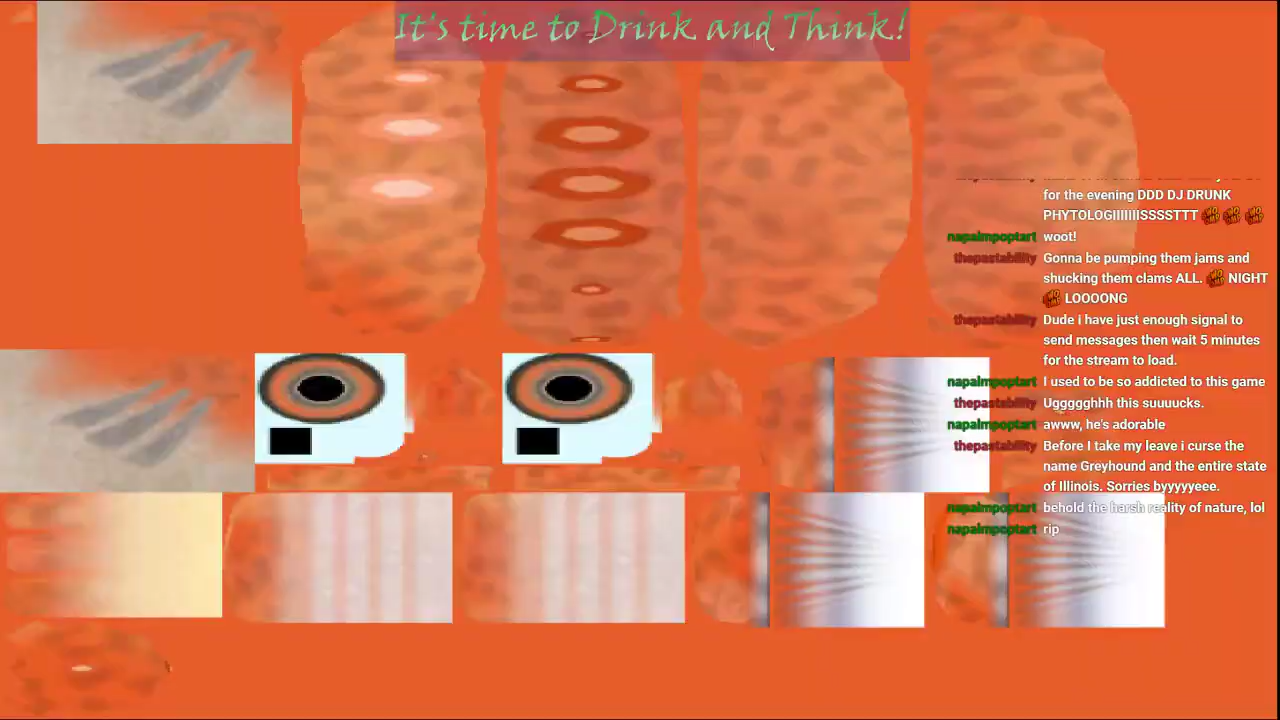 It's time to Drink and Think!
for the evening DDD DJ DRUNK
PHYTOLOGIIIIIIISSSSTTT
napalmpoptart woot!
thepastability Gonna be pumping them jams and
shucking them clams ALL. NIGHT
LOOOONG
thepastability Dude i have just enough signal to
send messages then wait 5 minutes
for the stream to load.
napalmpoptart I used to be so addicted to this game
thepastability Uggggghhh this suuuucks.
napalmpoptart awww, he's adorable
thepastability Before I take my leave i curse the
name Greyhound and the entire state
of Illinois. Sorries byyyyyeee.
napalmpoptart behold the harsh reality of nature, lol
napalmpoptart rip